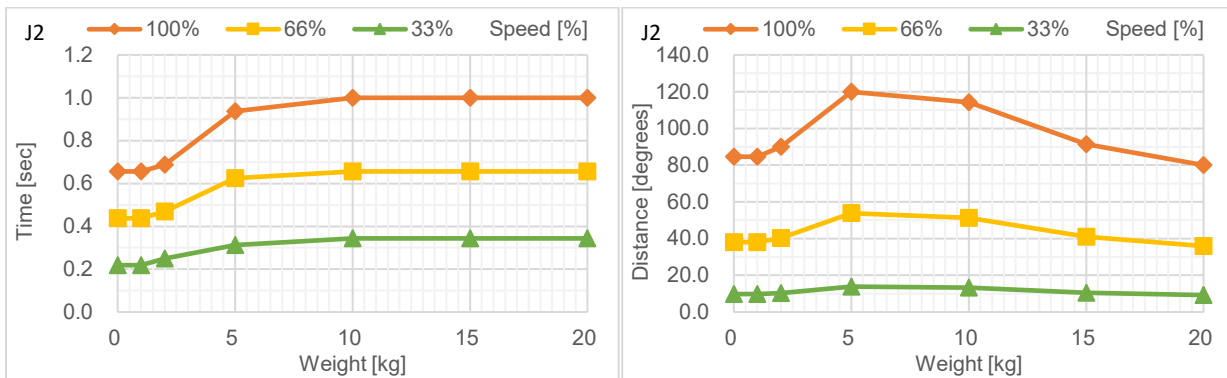 J2
100% 66% 33% Speed [%]
1.2
1.0
0.8
0.6
0.4
0.2
0.0
Time [sec]
0 5 10 15 20
Weight [kg]
J2
100% 66% 33% Speed [%]
140.0
120.0
100.0
80.0
60.0
40.0
20.0
0.0
Distance [degrees]
0 5 10 15 20
Weight [kg]